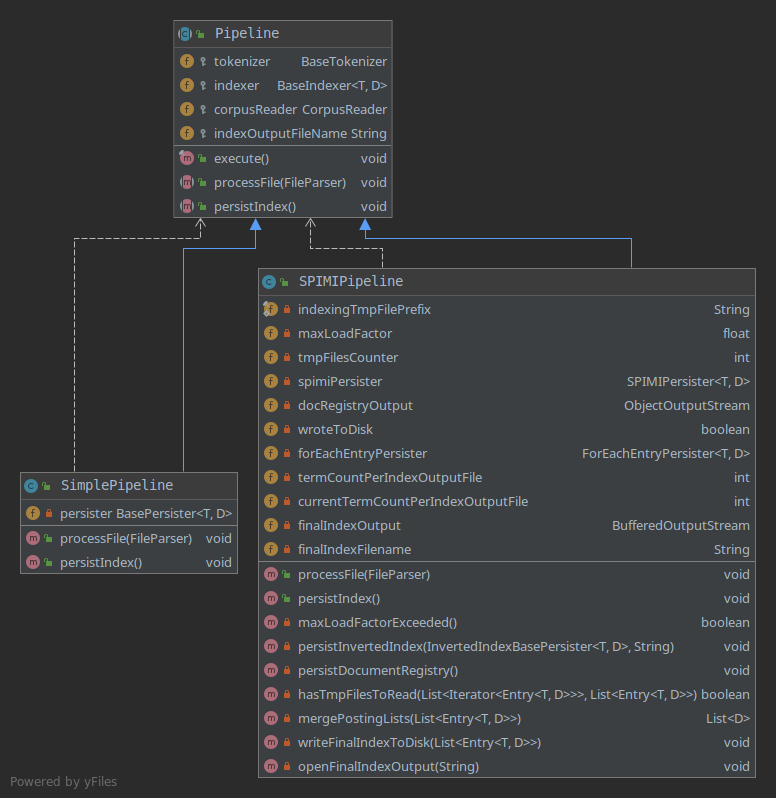 Pipeline
tokenizer BaseTokenizer
indexer BaseIndexer<T, D>
corpusReader CorpusReader
indexOutputFileName String
execute() void
processFile(FileParser) void
persistIndex() void
SPIMIPipeline
indexingTmpFilePrefix String
maxLoadFactor float
tmpFilesCounter int
spimiPersister SPIMIPersister<T, D>
docRegistryOutput ObjectOutputStream
wroteToDisk boolean
forEachEntryPersister ForEachEntryPersister<T, D>
termCountPerIndexOutputFile int
currentTermCountPerIndexOutputFile int
finalIndexOutput BufferedOutputStream
finalIndexFilename String
processFile(FileParser) void
persistIndex() void
maxLoadFactorExceeded() boolean
persistInvertedIndex(InvertedIndexBasePersister<T, D>, String) void
persistDocumentRegistry() void
hasTmpFilesToRead(List<Iterator<Entry<T, D>>>, List<Entry<T, D>>) boolean
mergePostingLists(List<Entry<T, D>>) List<D>
writeFinalIndexToDisk(List<Entry<T, D>>) void
openFinalIndexOutput(String) void
SimplePipeline
persister BasePersister<T, D>
processFile(FileParser) void
persistIndex() void
Powered by yFiles